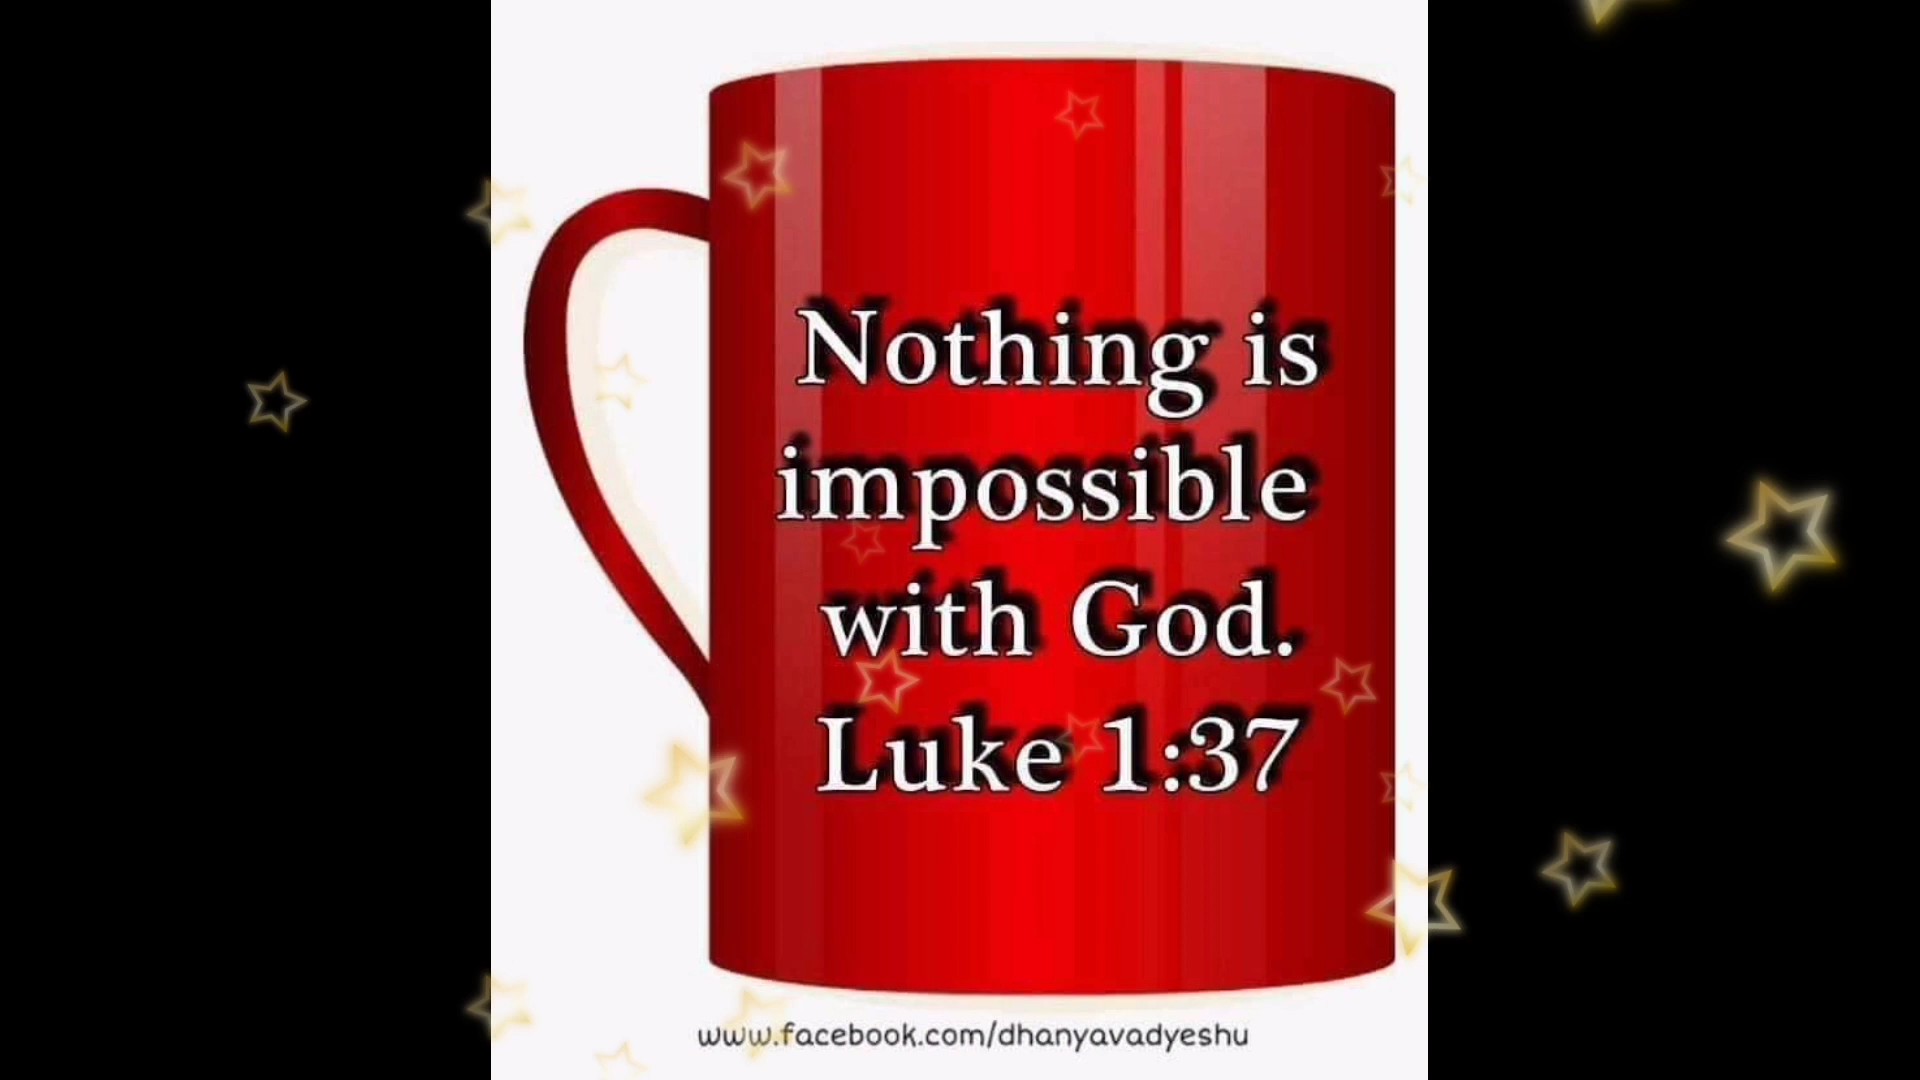 Nothing is
impossible
with God.
Luke 1:37
www.facebook.com/dhanyavadyeshu